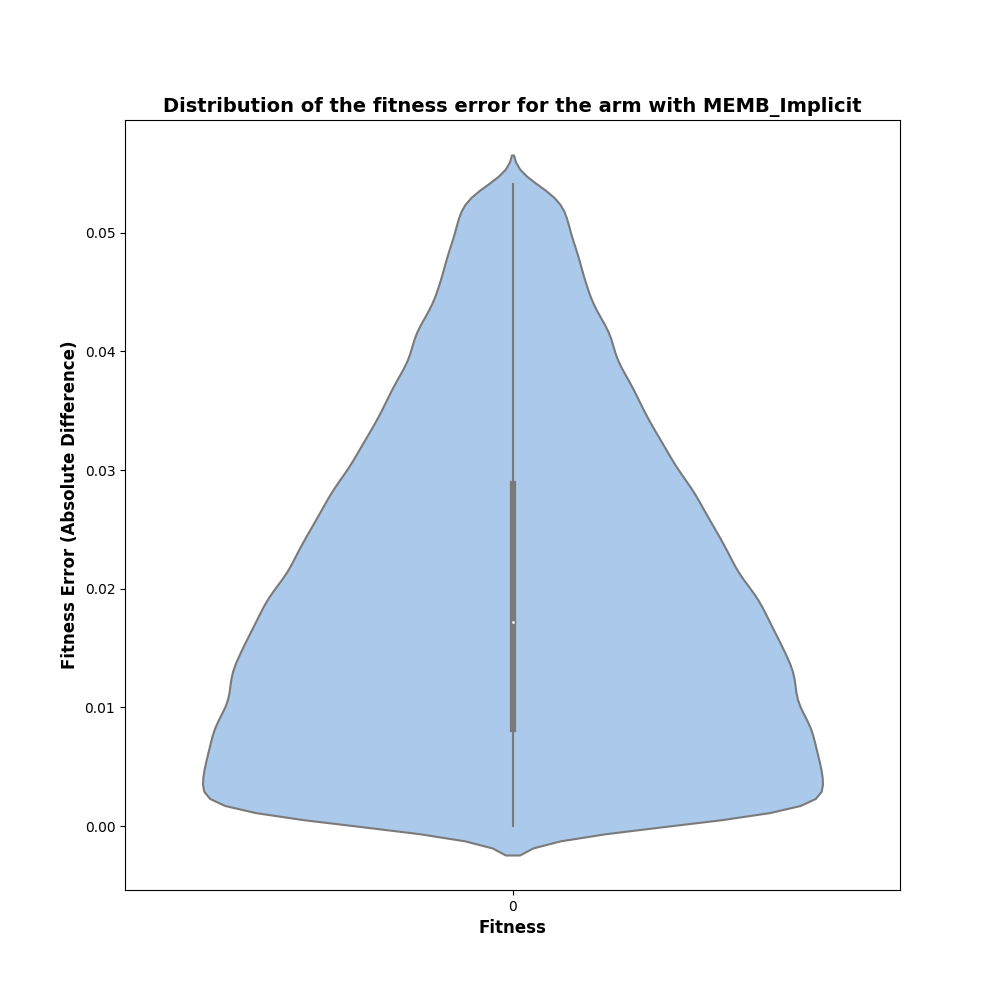 Distribution of the fitness error for the arm with MEMB_Implicit
Fitness Error (Absolute Difference)
0.05
0.04
0.03
0.02
0.01
0.00
0
Fitness